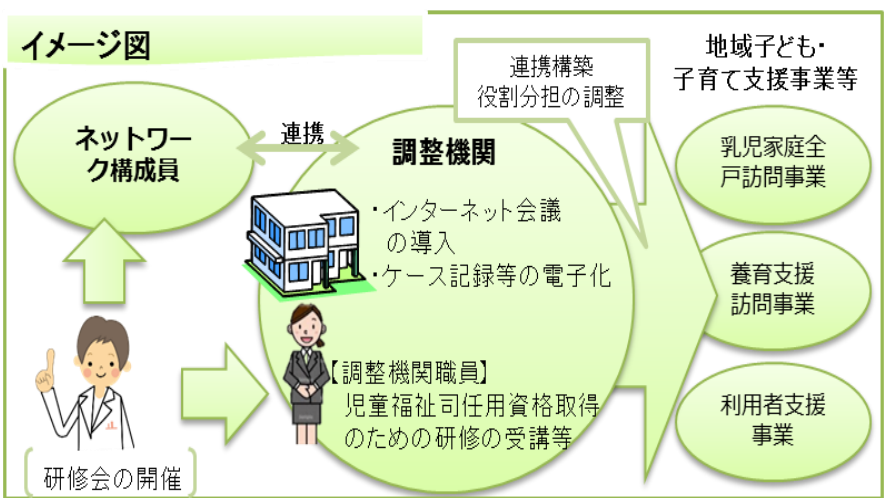 イメージ図
地域子ども・
子育て支援事業等
連携構築
役割分担の調整
ネットワー
ク構成員
連携
調整機関
・インターネット会議
の導入
・ケース記録等の電子化
【調整機関職員】
児童福祉司任用資格取得
のための研修の受講等
研修会の開催
乳児家庭全
戸訪問事業
養育支援
訪問事業
利用者支援
事業